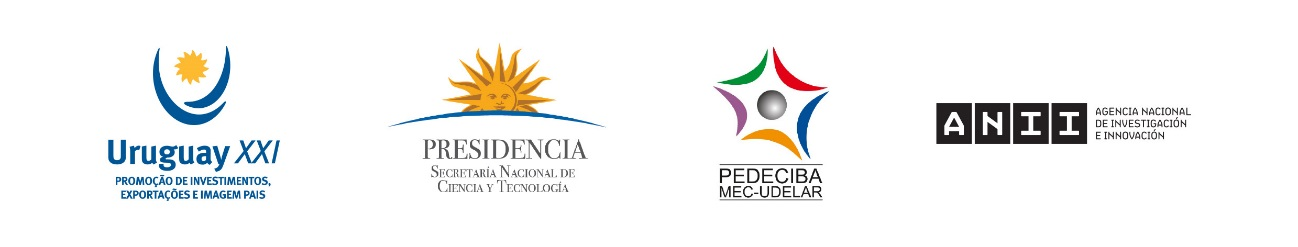 Uruguay XXI
PROMOÇÃO DE INVESTIMENTOS,
EXPORTAÇÕES E IMAGEM PAIS
PRESIDENCIA
SECRETARÍA NACIONAL DE
CIENCIA Y TECNOLOGÍA
PEDECIBA
MEC-UDELAR
ANII
AGENCIA NACIONAL
DE INVESTIGACIÓN
E INNOVACIÓN